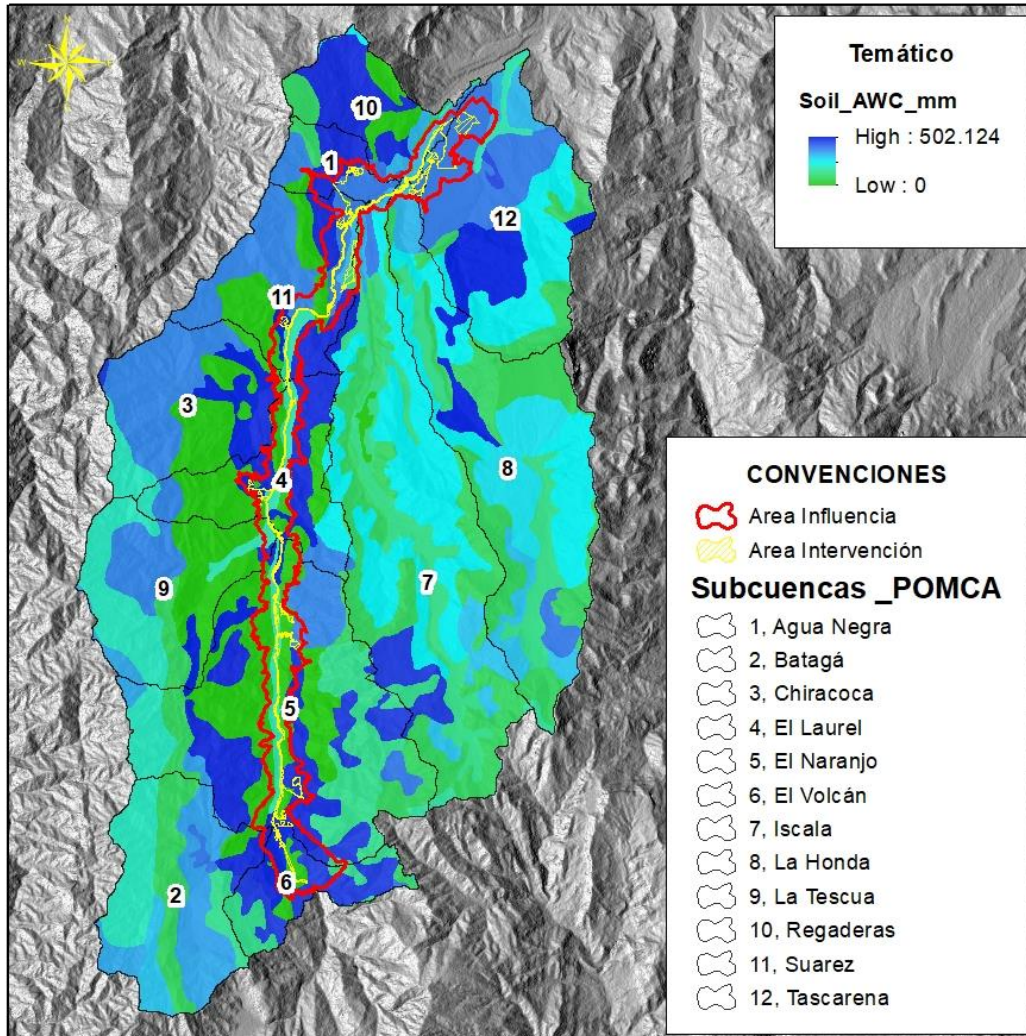 Temático
Soil_AWC_mm
High : 502.124
Low : 0
10
1
12
11
3
4
8
7
9
5
6
2
CONVENCIONES
Area Influencia
Area Intervención
Subcuencas _POMCA
1, Agua Negra
2, Batagá
3, Chiracoca
4, El Laurel
5, El Naranjo
6, El Volcán
7, Iscala
8, La Honda
9, La Tescua
10, Regaderas
11, Suarez
12, Tascarena